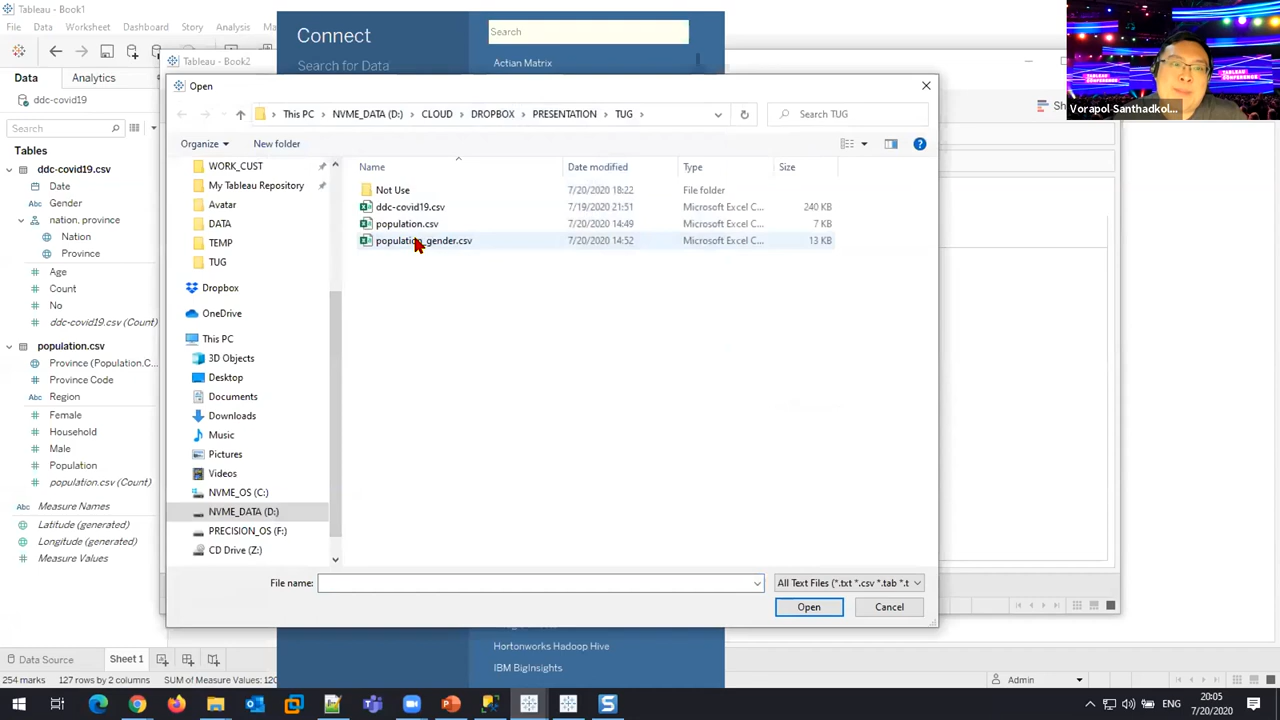 Tableau - Book1
File
Data
Worksheet
Dashboard
Story
Analysis
Data
Analytics
ddc-covid19
Search
Tables
ddc-covid19.csv
Date
Gender
nation, province
Nation
Province
Age
Count
No
ddc-covid19.csv (Count)
population.csv
Province (Population.C...
Province Code
Region
Female
Household
Male
Population
population.csv (Count)
Measure Names
Latitude (generated)
Longitude (generated)
Measure Values
Data Source
Sheet 1
254 marks
127 rows by 2 columns
Connect
Search for Data
Search
Actian Matrix
Tableau - Book2
Open
This PC
NVME_DATA (D:)
CLOUD
DROPBOX
PRESENTATION
TUG
Search TUG
Organize
New folder
WORK_CUST
My Tableau Repository
Avatar
DATA
TEMP
TUG
Dropbox
OneDrive
This PC
3D Objects
Desktop
Documents
Downloads
Music
Pictures
Videos
NVME_OS (C:)
NVME_DATA (D:)
PRECISION_OS (F:)
CD Drive (Z:)
Name
Date modified
Type
Size
Not Use
7/20/2020 18:22
File folder
ddc-covid19.csv
7/19/2020 21:51
Microsoft Excel C...
240 KB
population.csv
7/20/2020 14:49
Microsoft Excel C...
7 KB
population_gender.csv
7/20/2020 14:52
Microsoft Excel C...
13 KB
File name:
All Text Files (*.txt *.csv *.tab *.t
Open
Cancel
Hortonworks Hadoop Hive
IBM BigInsights
TABLEAU CONFERENCE
Vorapol Santhadkol...
Admin
ENG
20:05
7/20/2020